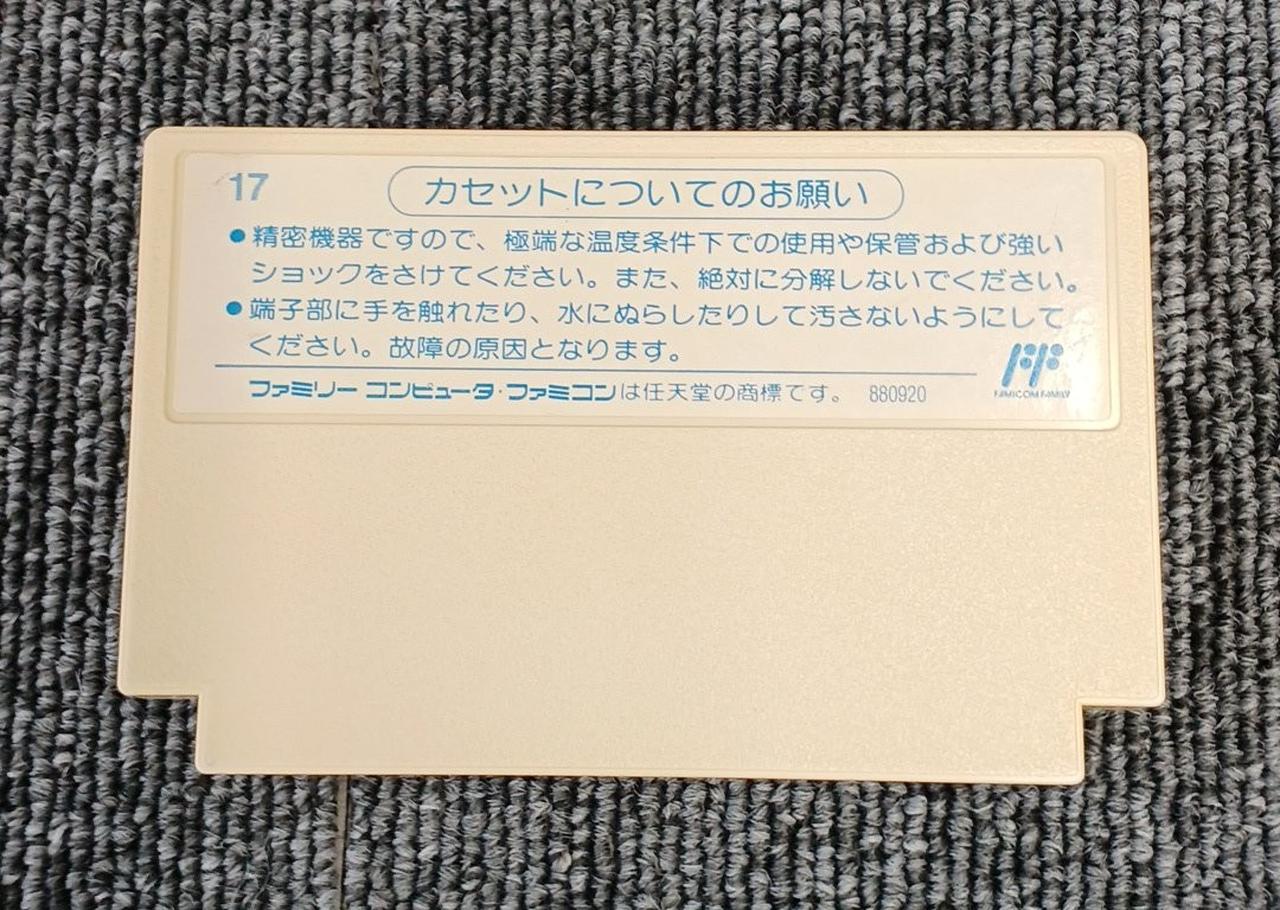 17
カセットについてのお願い
●精密機器ですので、極端な温度条件下での使用や保管および強い
ショックをさけてください。また、絶対に分解しないでください。
●端子部に手を触れたり、水にぬらしたりして汚さないようにして
ください。故障の原因となります。
ファミリー コンピュータ・ファミコンは任天堂の商標です。 880920
FF
FAMICOM FAMILY